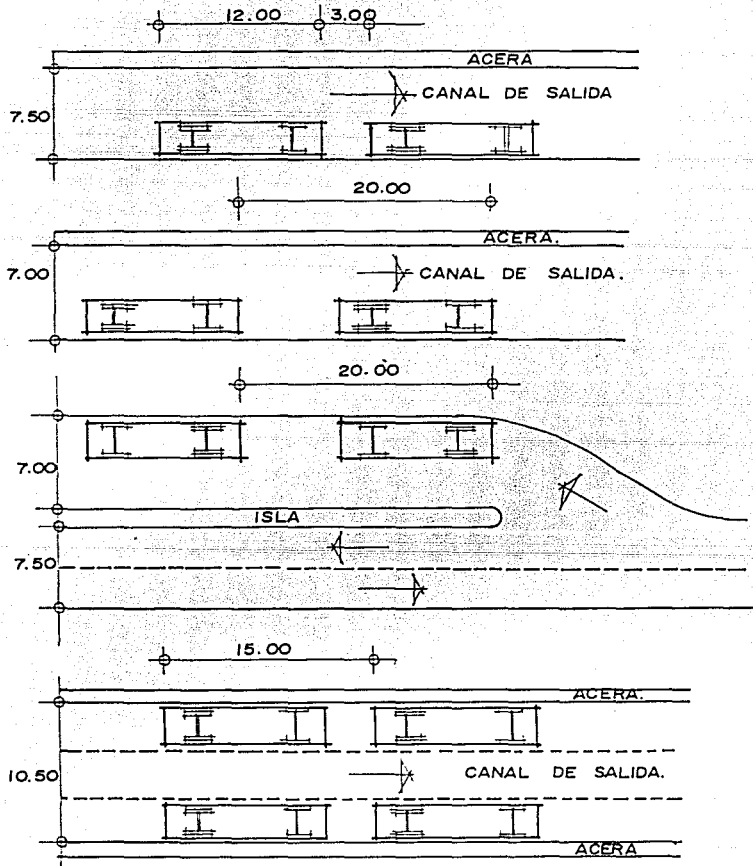 12.00 3.00
ACERA
CANAL DE SALIDA
7.50
20.00
ACERA.
7.00
CANAL DE SALIDA.
20.00
7.00
ISLA
7.50
15.00
ACERA.
10.50
CANAL DE SALIDA.
ACERA